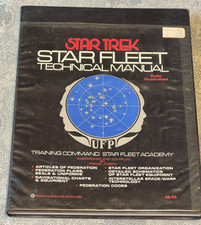 STAR TREK
STAR FLEET
TECHNICAL MANUAL
Fully
Illustrated
UFP
TRAINING COMMAND STAR FLEET ACADEMY
• ARTICLES OF FEDERATION
• FEDERATION FLAGS,
SEALS & UNIFORMS
• NAVIGATIONAL CHARTS
& EQUIPMENT
• STAR FLEET ORGANIZATION
• DETAILED SCHEMATICS
OF STAR FLEET EQUIPMENT
• INTERSTELLAR SPACE/WARP
TECHNOLOGY
• FEDERATION CODES